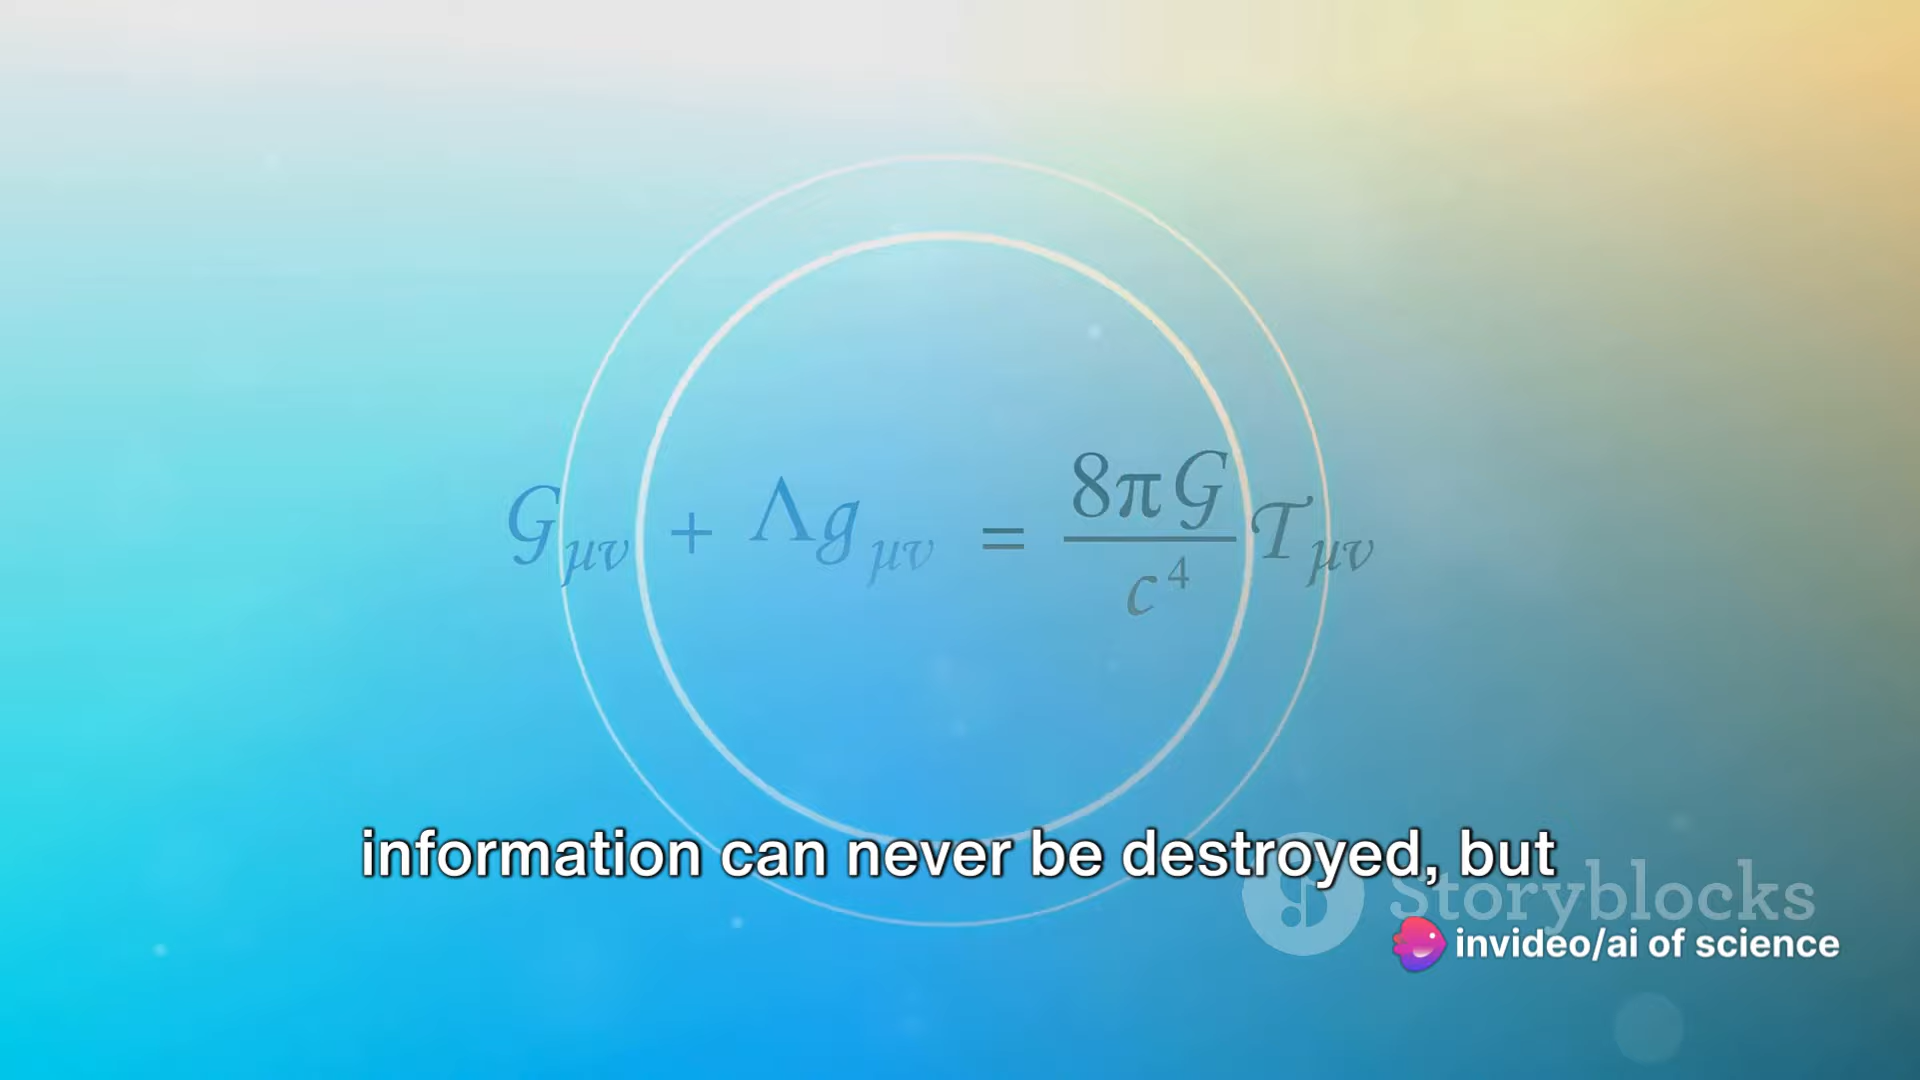 Gμν + Λgμν = 8πG/c⁴ Tμν
information can never be destroyed, but
Storyblocks
invideo/ai of science